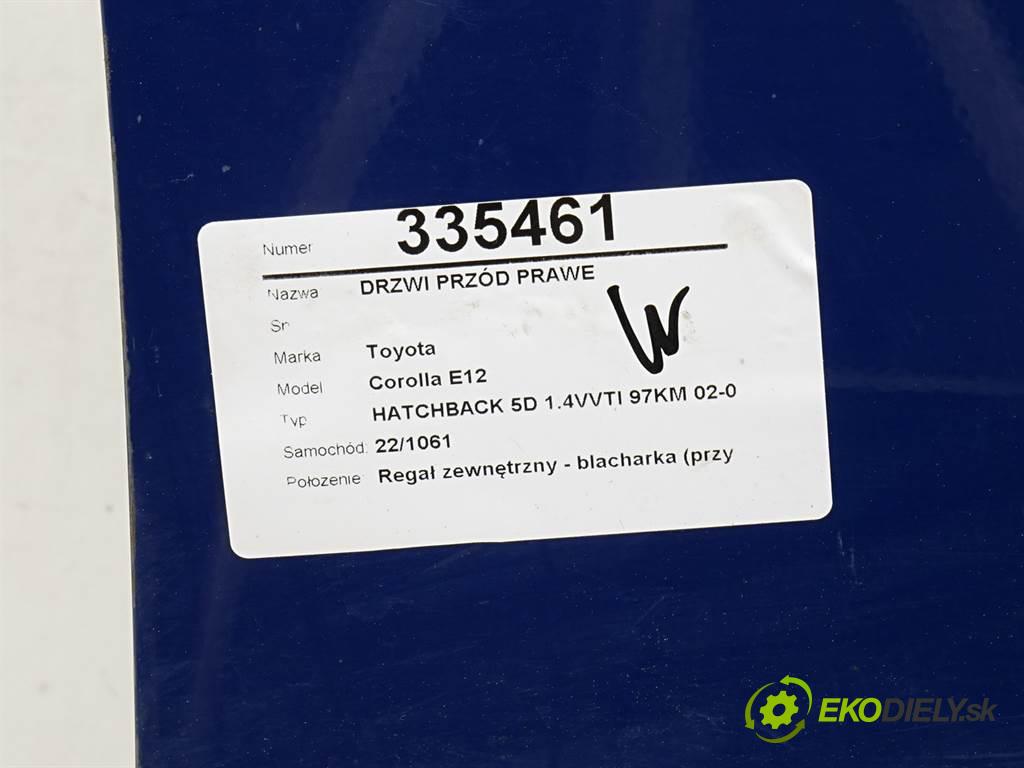 Numer 335461
Nazwa DRZWI PRZÓD PRAWE
Sn
Marka Toyota
Model Corolla E12
Typ HATCHBACK 5D 1.4VVTI 97KM 02-0
Samochód: 22/1061
Położenie: Regał zewnętrzny - blacharka (przy
EKODIELY.sk